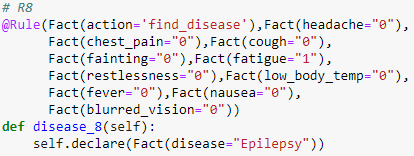 # R8
@Rule(Fact(action='find_disease'),Fact(headache="0"),
Fact(chest_pain="0"),Fact(cough="0"),
Fact(fainting="0"),Fact(fatigue="1"),
Fact(restlessness="0"),Fact(low_body_temp="0"),
Fact(fever="0"),Fact(nausea="0"),
Fact(blurred_vision="0"))
def disease_8(self):
self.declare(Fact(disease="Epilepsy"))